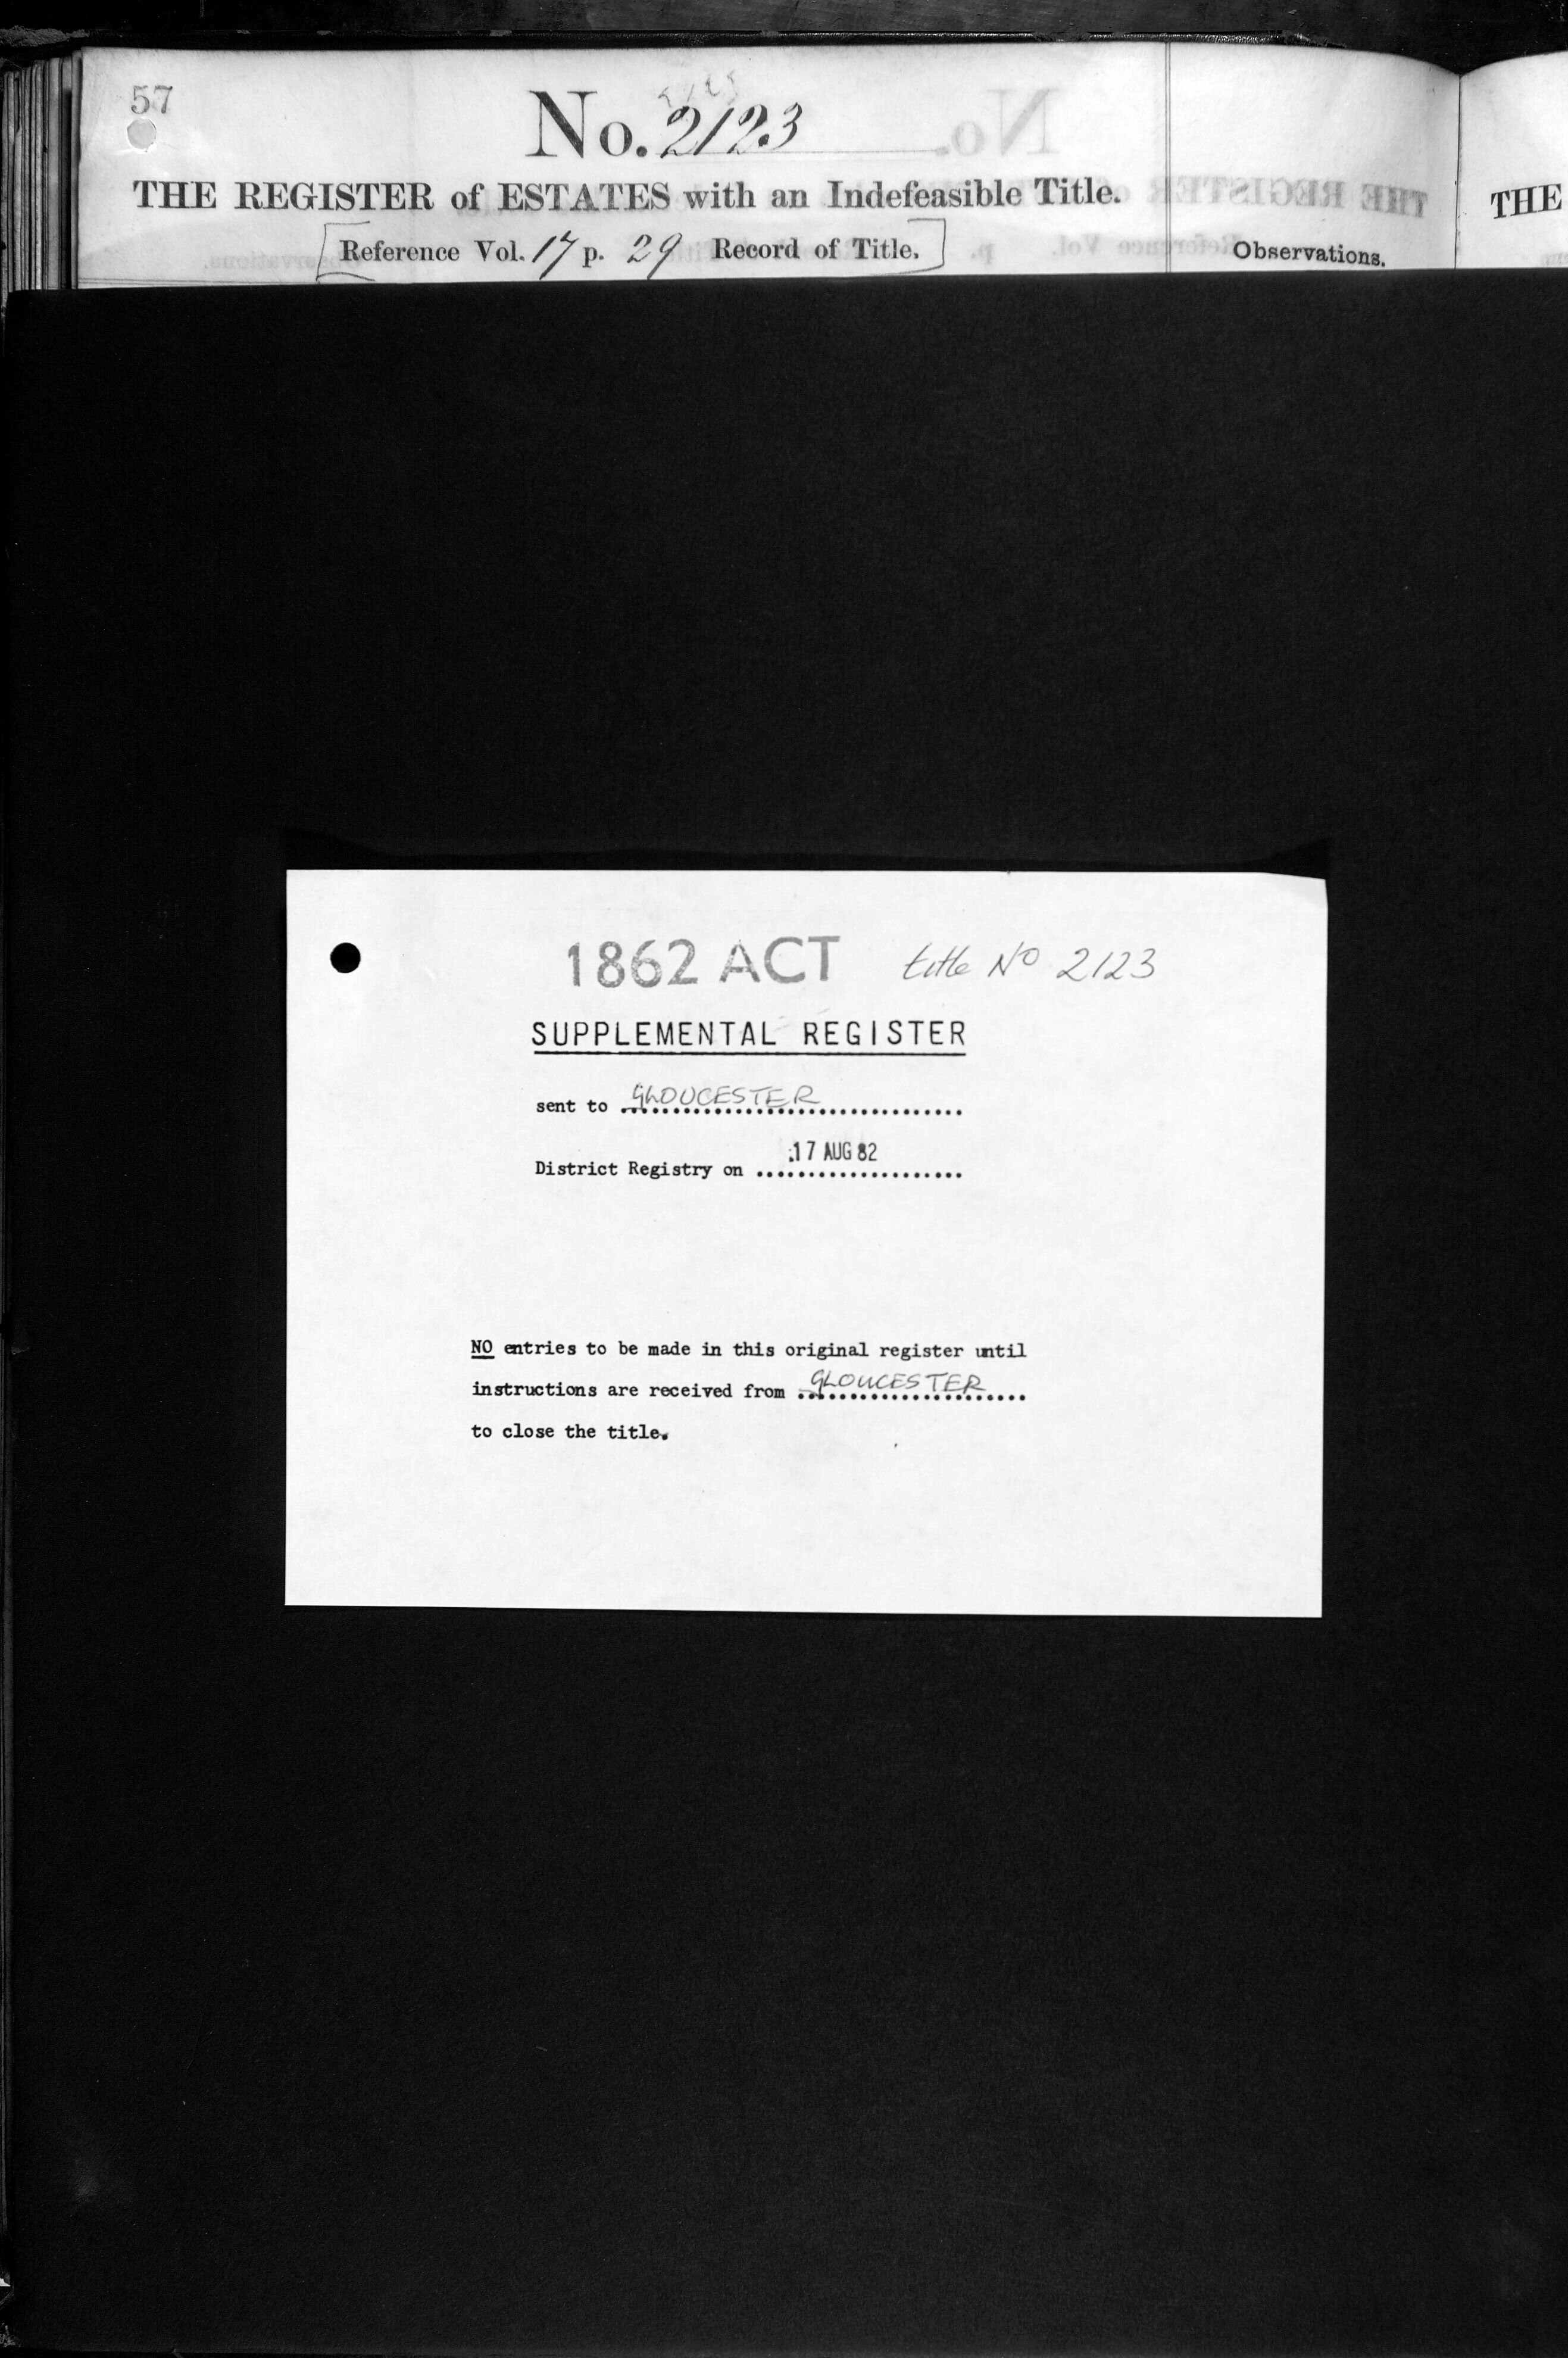 57
No. 2123
THE REGISTER of ESTATES with an Indefeasible Title.
[Reference Vol. 17 p. 29 Record of Title.]
Observations.
THE
1862 ACT title No 2123
SUPPLEMENTAL REGISTER
sent to GLOUCESTER
District Registry on 17 AUG 82
NO entries to be made in this original register until
instructions are received from GLOUCESTER
to close the title.